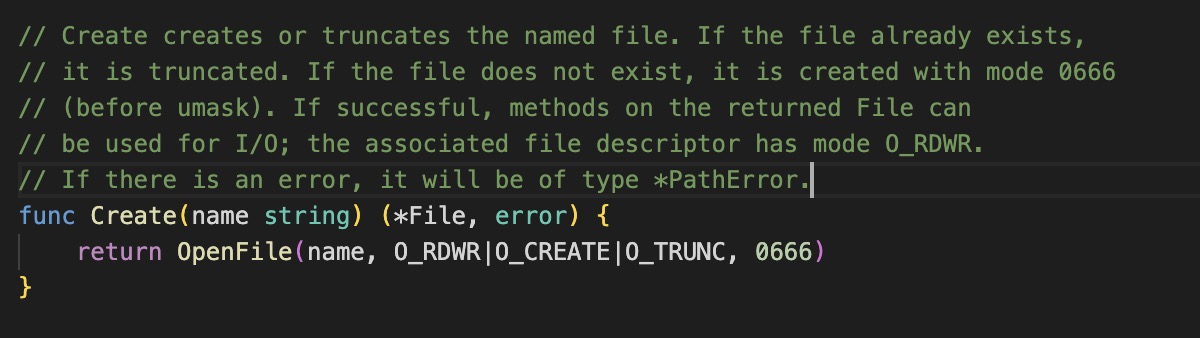 // Create creates or truncates the named file. If the file already exists,
// it is truncated. If the file does not exist, it is created with mode 0666
// (before umask). If successful, methods on the returned File can
// be used for I/O; the associated file descriptor has mode O_RDWR.
// If there is an error, it will be of type *PathError.
func Create(name string) (*File, error) {
    return OpenFile(name, O_RDWR|O_CREATE|O_TRUNC, 0666)
}